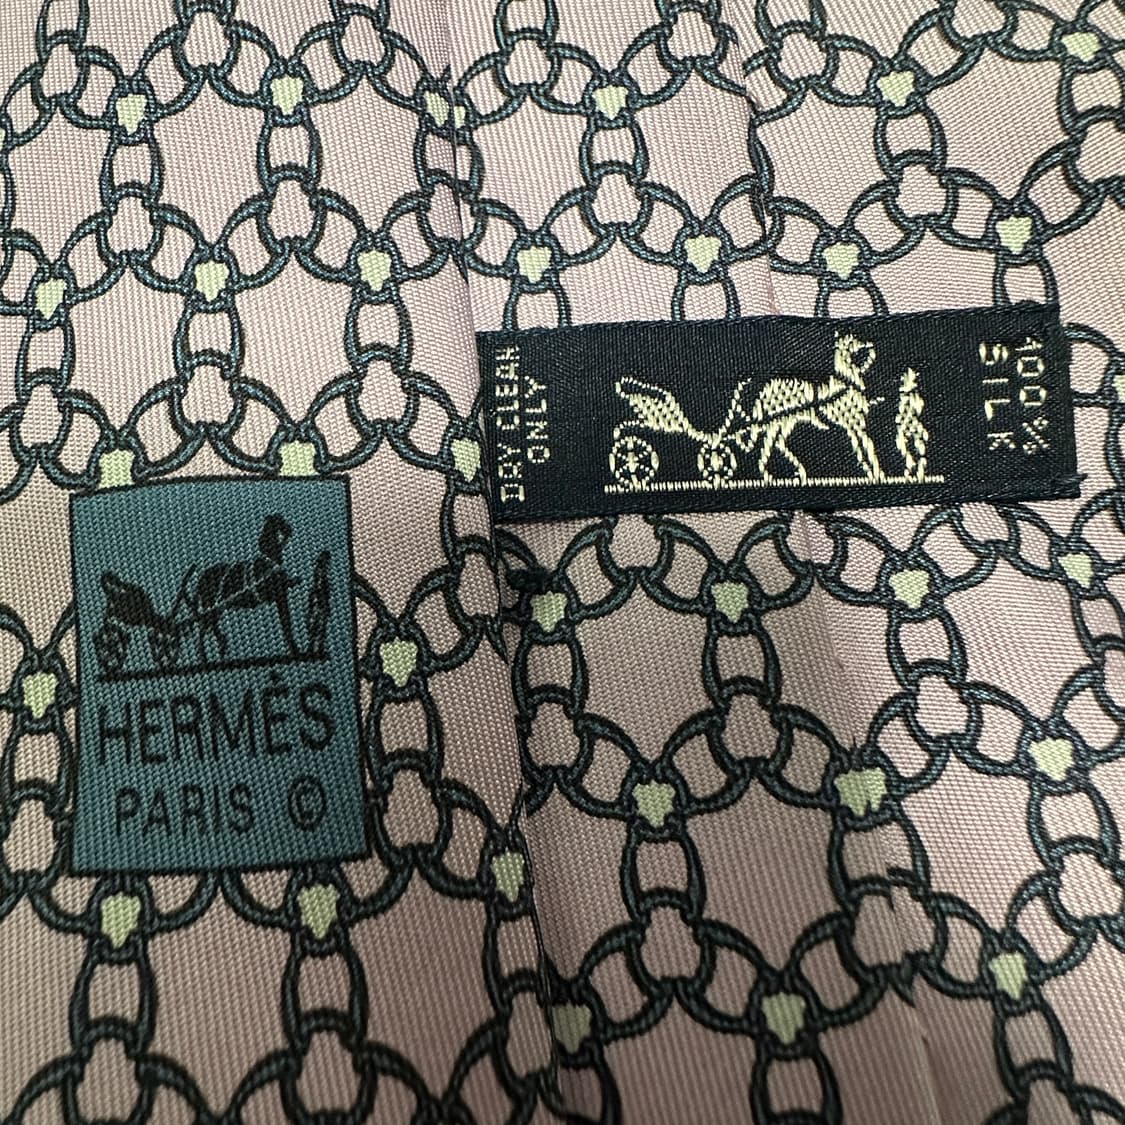 HERMÈS
PARIS ©
DRY CLEAN
ONLY
100%
SILK